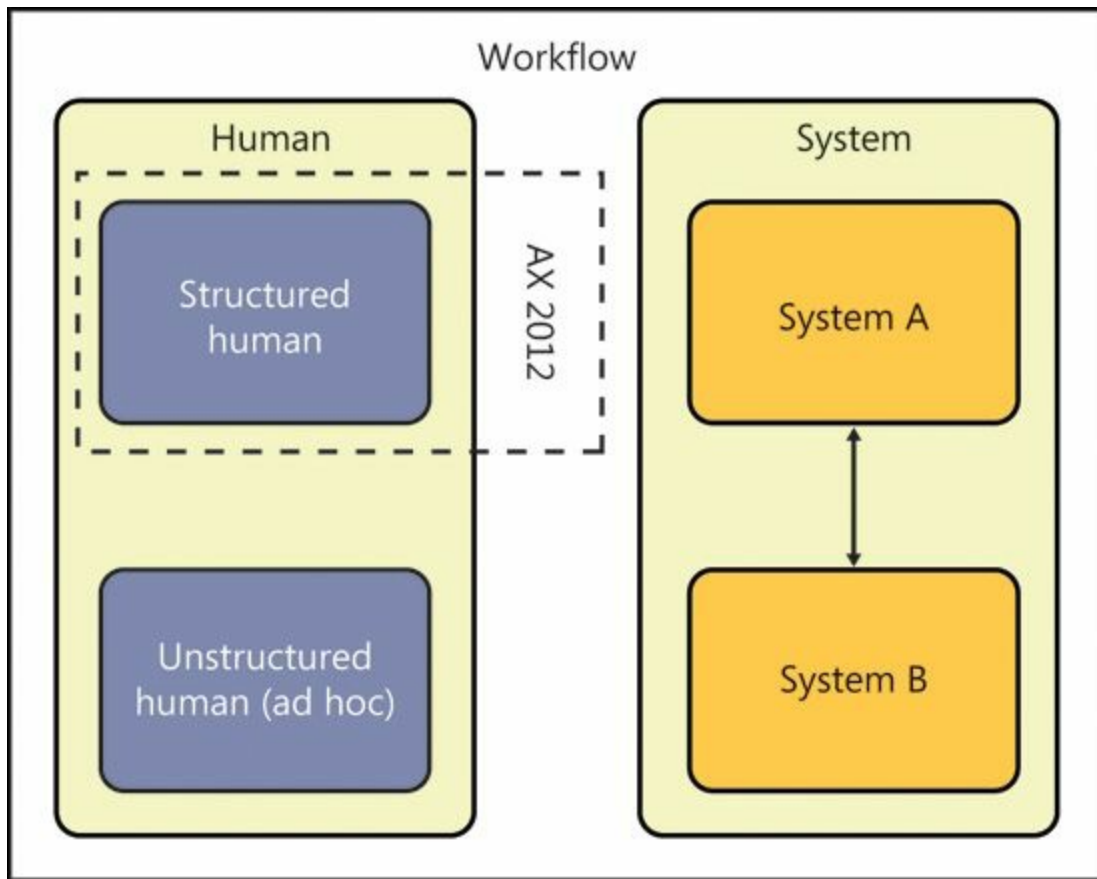 Workflow
Human
Structured
human
AX 2012
Unstructured
human (ad hoc)
System
System A
System B